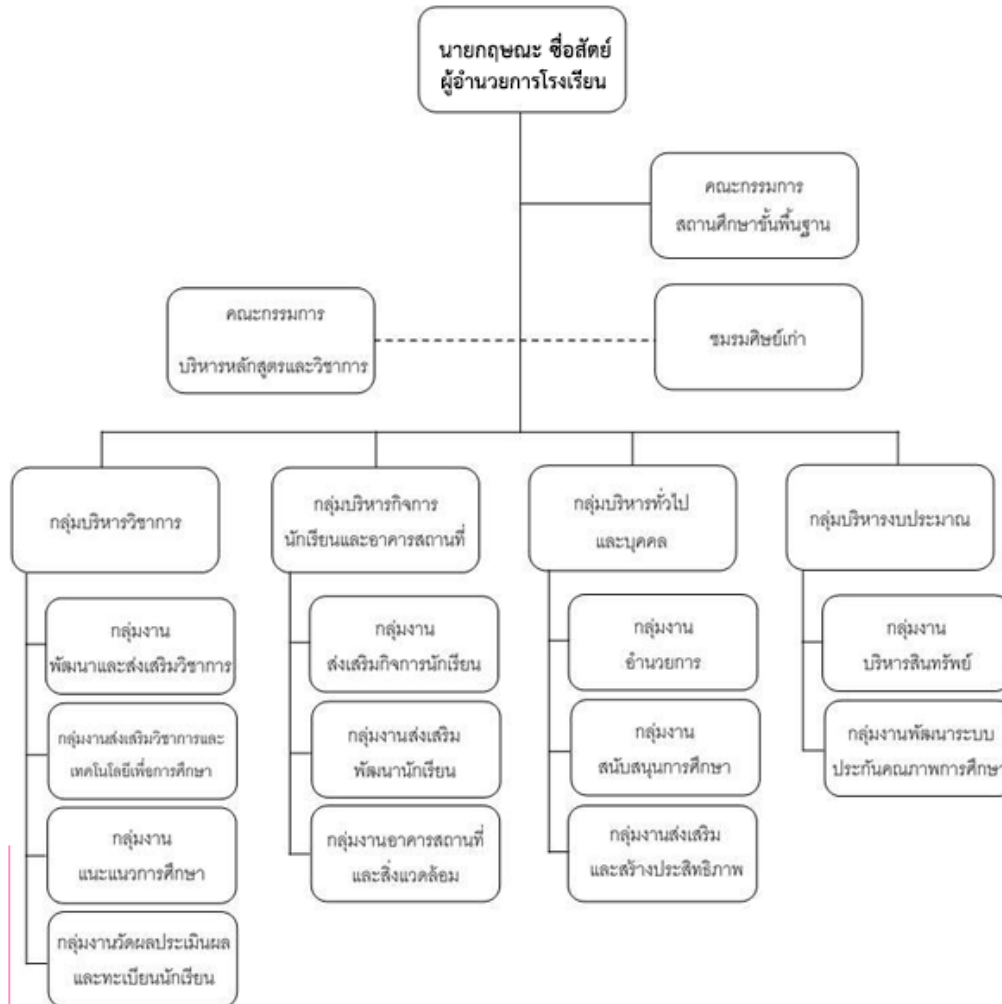 นายกฤษณะ ซื่อสัตย์
ผู้อำนวยการโรงเรียน
คณะกรรมการ
สถานศึกษาขั้นพื้นฐาน
คณะกรรมการ
บริหารหลักสูตรและวิชาการ
ชมรมศิษย์เก่า
กลุ่มบริหารวิชาการ
กลุ่มบริหารกิจการ
นักเรียนและอาคารสถานที่
กลุ่มบริหารทั่วไป
และบุคคล
กลุ่มบริหารงบประมาณ
กลุ่มงาน
พัฒนาและส่งเสริมวิชาการ
กลุ่มงานส่งเสริมวิชาการและ
เทคโนโลยีเพื่อการศึกษา
กลุ่มงาน
แนะแนวการศึกษา
กลุ่มงานวัดผลประเมินผล
และทะเบียนนักเรียน
กลุ่มงาน
ส่งเสริมกิจการนักเรียน
กลุ่มงานส่งเสริม
พัฒนานักเรียน
กลุ่มงานอาคารสถานที่
และสิ่งแวดล้อม
กลุ่มงาน
อำนวยการ
กลุ่มงาน
สนับสนุนการศึกษา
กลุ่มงานส่งเสริม
และสร้างประสิทธิภาพ
กลุ่มงาน
บริหารสินทรัพย์
กลุ่มงานพัฒนาระบบ
ประกันคุณภาพการศึกษา